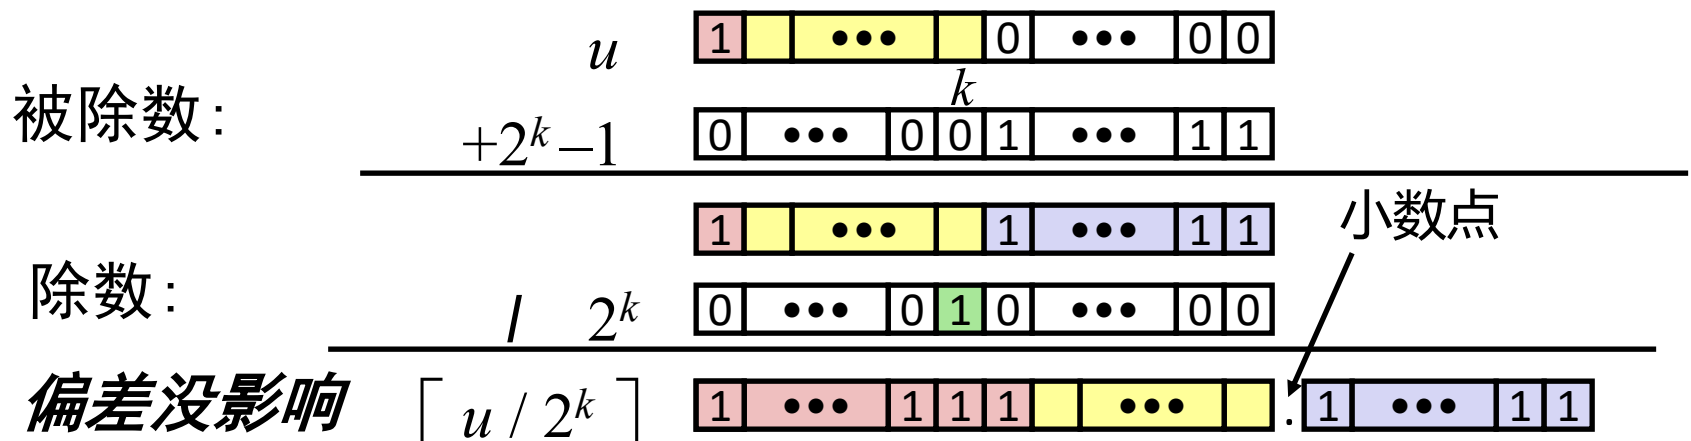 u 1 ••• 0 ••• 0 0
k
被除数:
+2^k−1 0 ••• 0 0 1 ••• 1 1
1 ••• 1 ••• 1 1
小数点
除数:
/ 2^k 0 ••• 0 1 0 ••• 0 0
偏差没影响 ⌈ u / 2^k ⌉ 1 ••• 1 1 1 ••• . 1 ••• 1 1